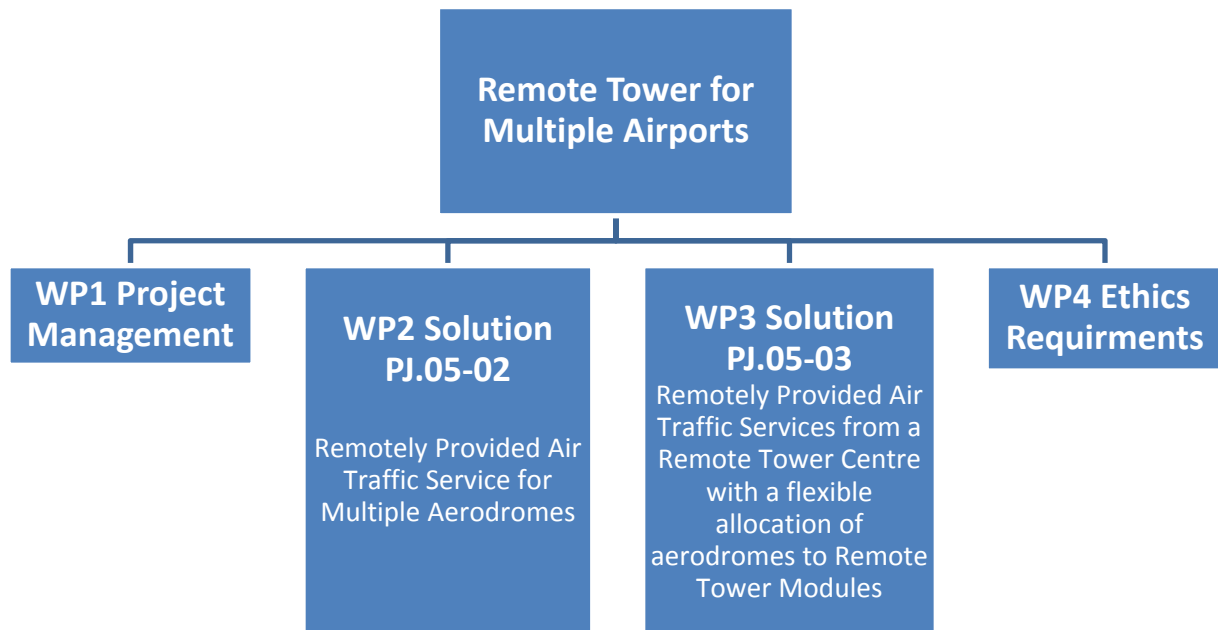 Remote Tower for
Multiple Airports
WP1 Project
Management
WP2 Solution
PJ.05-02
Remotely Provided Air
Traffic Service for
Multiple Aerodromes
WP3 Solution
PJ.05-03
Remotely Provided Air
Traffic Services from a
Remote Tower Centre
with a flexible
allocation of
aerodromes to Remote
Tower Modules
WP4 Ethics
Requirments